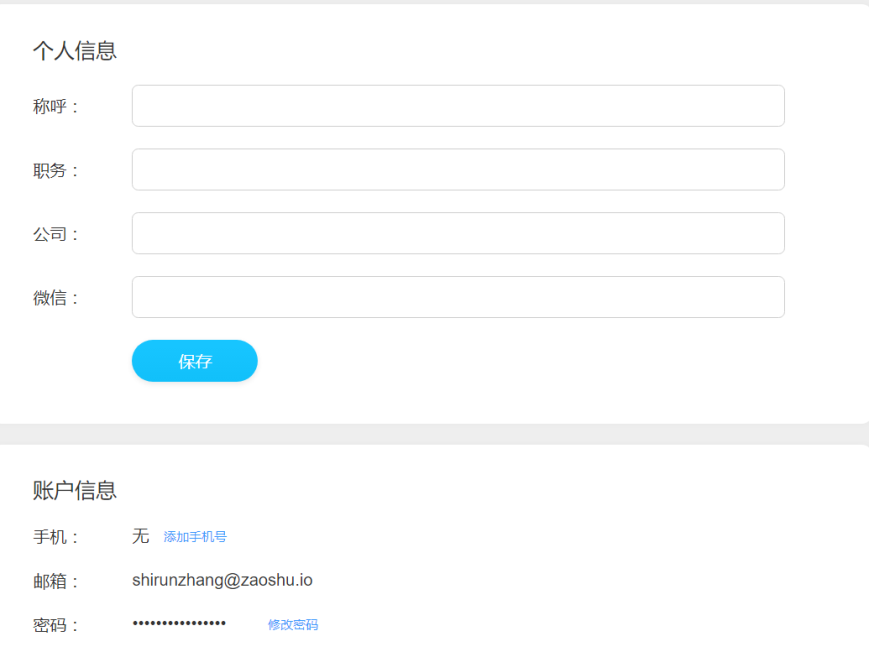 个人信息
称呼：
职务：
公司：
微信：
保存
账户信息
手机： 无 添加手机号
邮箱： shirunzhang@zaoshu.io
密码： •••••••••••••••• 修改密码